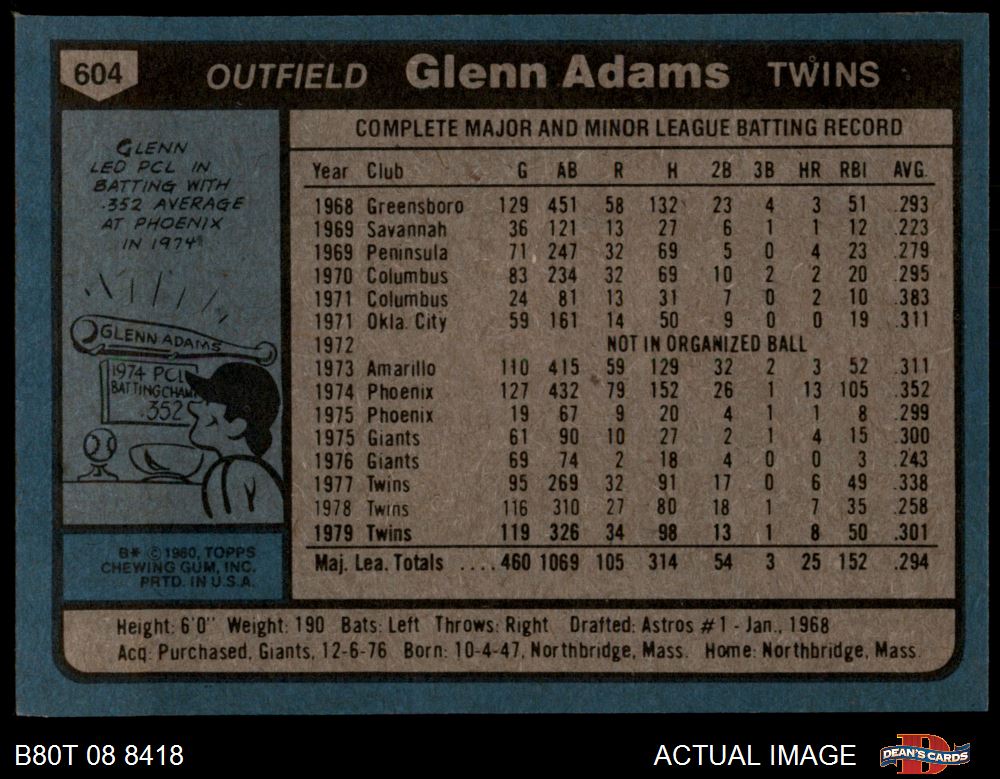 604 OUTFIELD Glenn Adams TWINS
GLENN
LED PCL IN
BATTING WITH
.352 AVERAGE
AT PHOENIX
IN 1974
GLENN ADAMS
1974 PCL
BATTING CHAM
.352
B* © 1980, TOPPS
CHEWING GUM, INC.
PRTD. IN U.S.A.
COMPLETE MAJOR AND MINOR LEAGUE BATTING RECORD
Year Club G AB R H 2B 3B HR RBI AVG.
1968 Greensboro 129 451 58 132 23 4 3 51 .293
1969 Savannah 36 121 13 27 6 1 1 12 .223
1969 Peninsula 71 247 32 69 5 0 4 23 .279
1970 Columbus 83 234 32 69 10 2 2 20 .295
1971 Columbus 24 81 13 31 7 0 2 10 .383
1971 Okla. City 59 161 14 50 9 0 0 19 .311
1972 NOT IN ORGANIZED BALL
1973 Amarillo 110 415 59 129 32 2 3 52 .311
1974 Phoenix 127 432 79 152 26 1 13 105 .352
1975 Phoenix 19 67 9 20 4 1 1 8 .299
1975 Giants 61 90 10 27 2 1 4 15 .300
1976 Giants 69 74 2 18 4 0 0 3 .243
1977 Twins 95 269 32 91 17 0 6 49 .338
1978 Twins 116 310 27 80 18 1 7 35 .258
1979 Twins 119 326 34 98 13 1 8 50 .301
Maj. Lea. Totals ....460 1069 105 314 54 3 25 152 .294
Height: 6'0" Weight: 190 Bats: Left Throws: Right Drafted: Astros #1 - Jan., 1968
Acq: Purchased, Giants, 12-6-76 Born: 10-4-47, Northbridge, Mass. Home: Northbridge, Mass.
B80T 08 8418 ACTUAL IMAGE DEAN'S CARDS